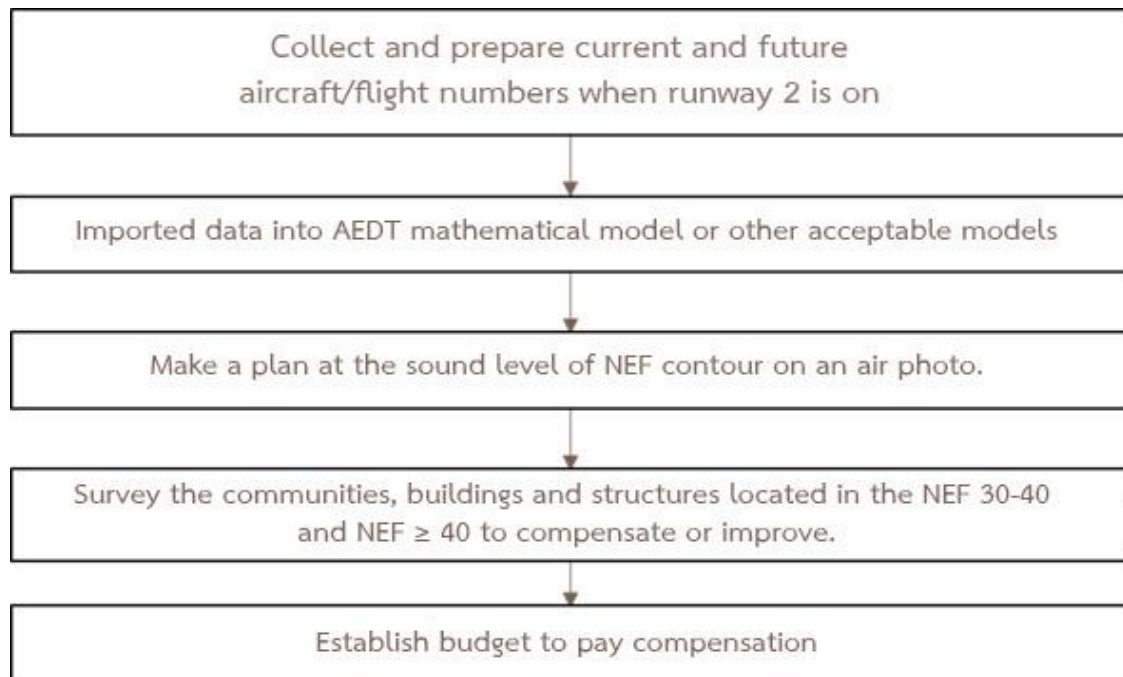 Collect and prepare current and future
aircraft/flight numbers when runway 2 is on
Imported data into AEDT mathematical model or other acceptable models
Make a plan at the sound level of NEF contour on an air photo.
Survey the communities, buildings and structures located in the NEF 30-40
and NEF ≥ 40 to compensate or improve.
Establish budget to pay compensation